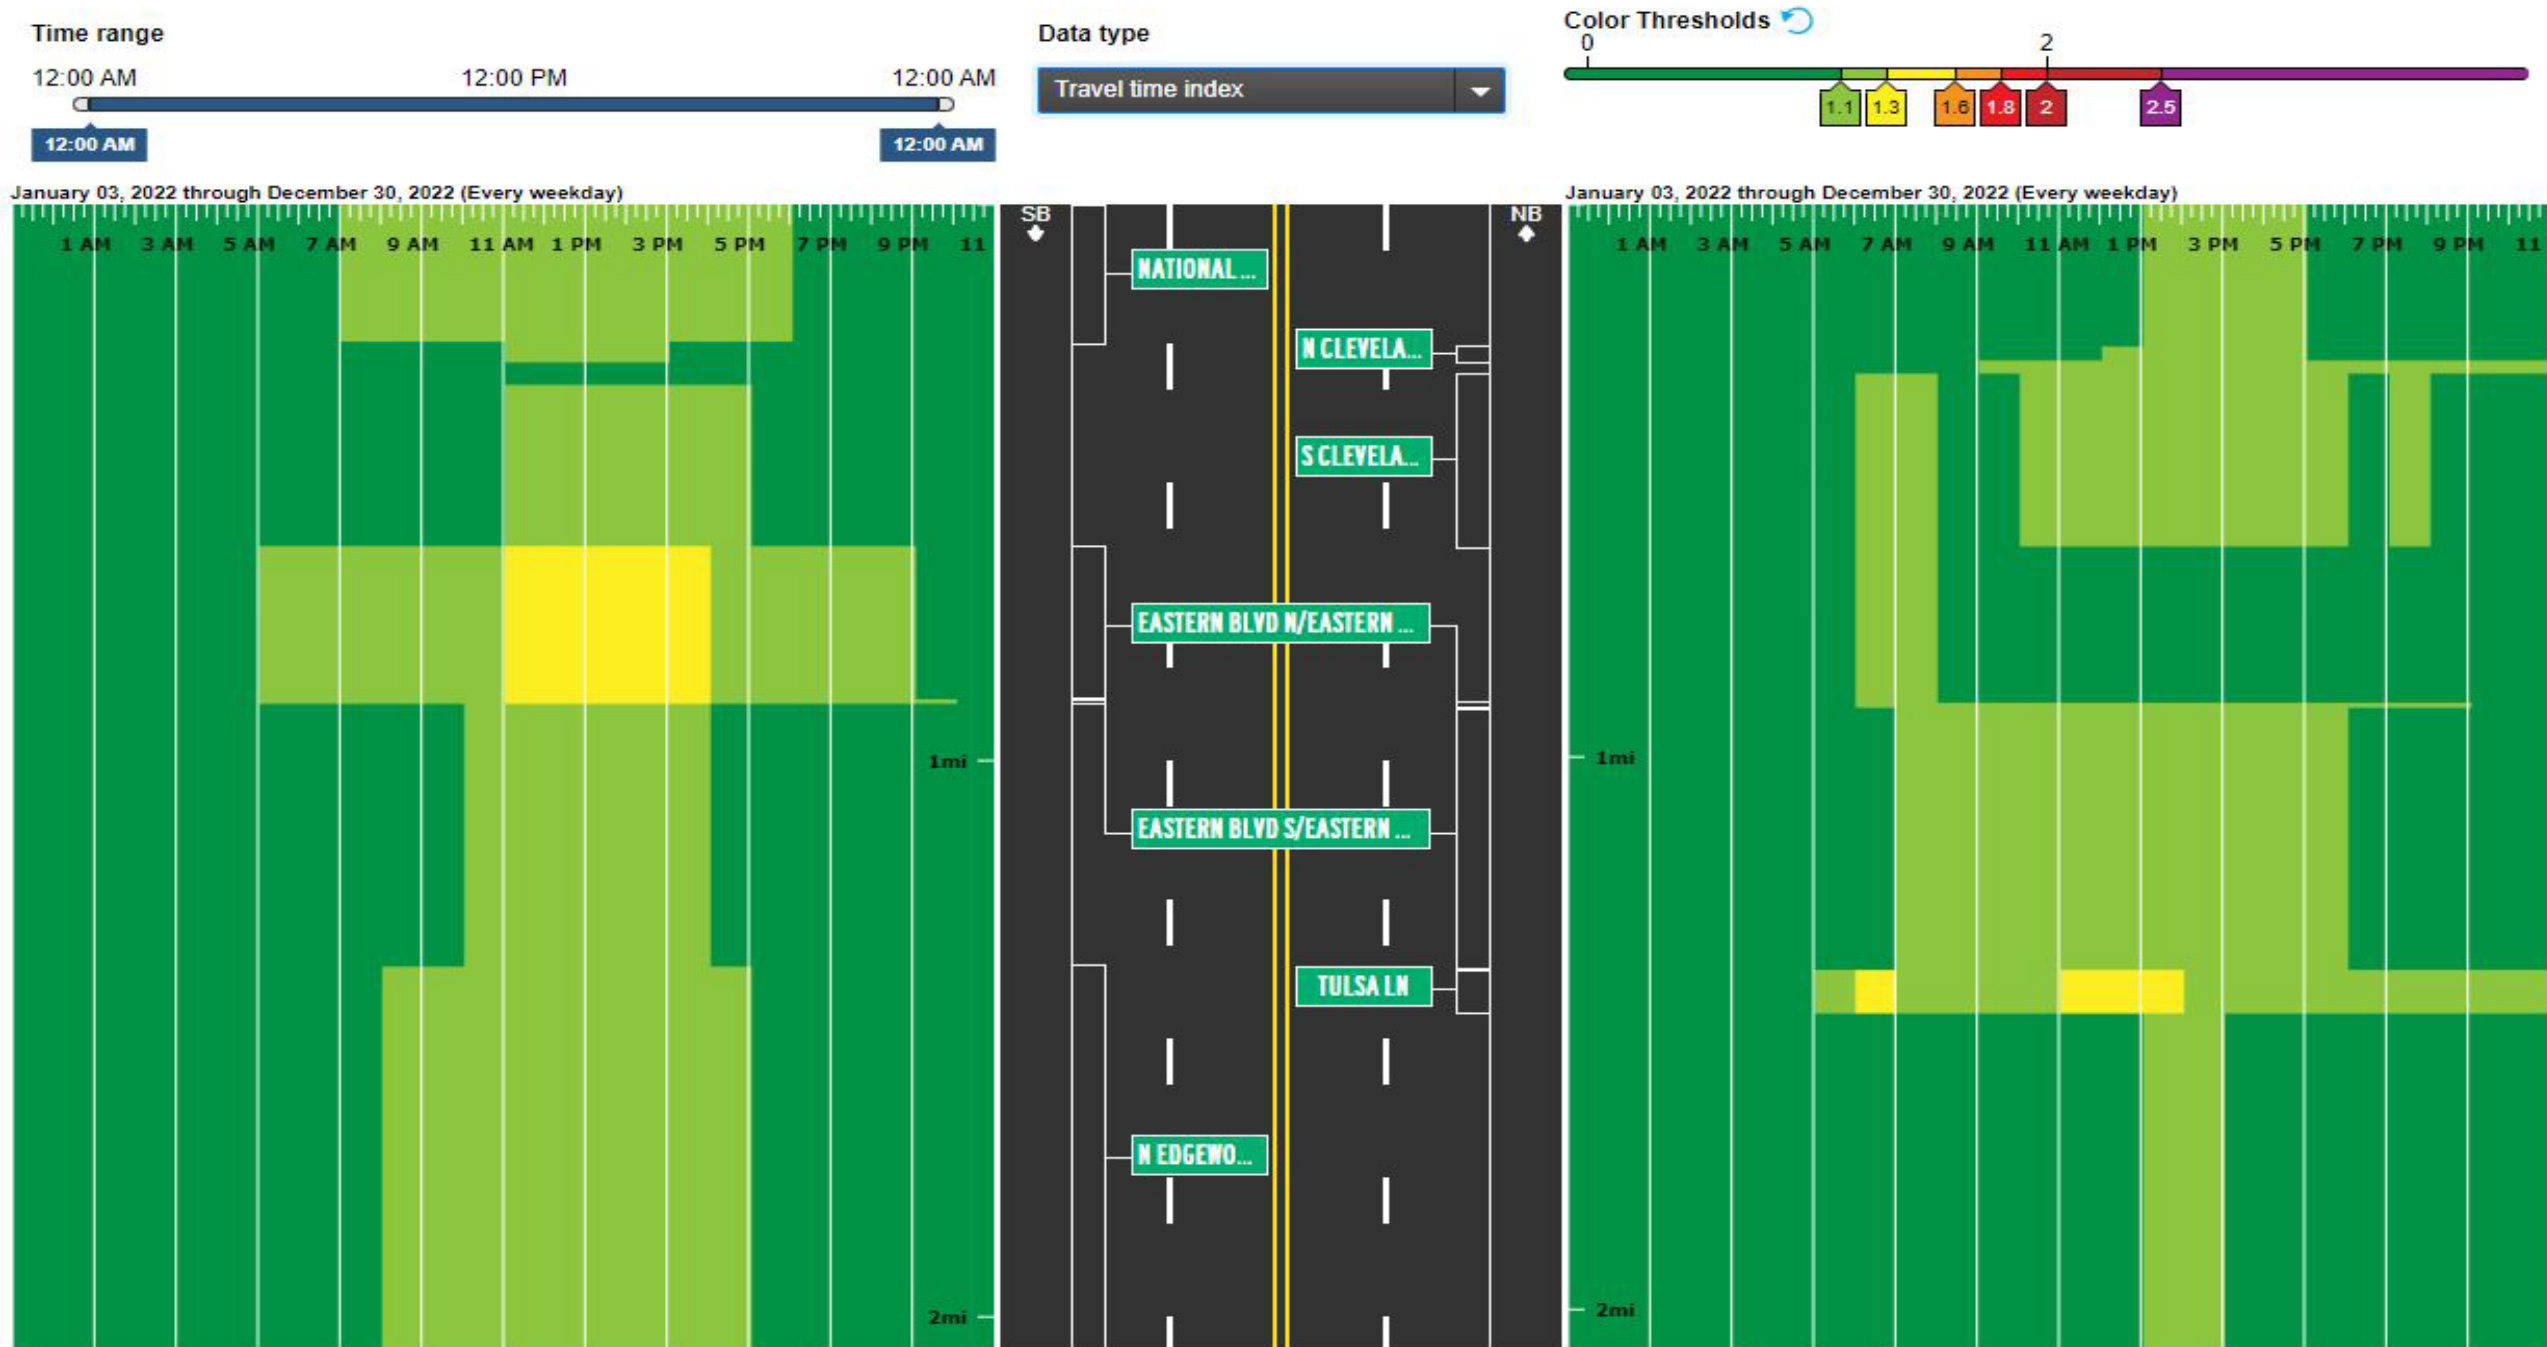 Time range
12:00 AM 12:00 PM 12:00 AM
12:00 AM 12:00 AM
Data type
Travel time index
Color Thresholds
0 2
1.1 1.3 1.6 1.8 2 2.5
January 03, 2022 through December 30, 2022 (Every weekday)
1 AM 3 AM 5 AM 7 AM 9 AM 11 AM 1 PM 3 PM 5 PM 7 PM 9 PM 11
1mi
2mi
SB NB
NATIONAL...
N CLEVELA...
S CLEVELA...
EASTERN BLVD N/EASTERN ...
EASTERN BLVD S/EASTERN ...
TULSA LN
N EDGEWO...
January 03, 2022 through December 30, 2022 (Every weekday)
1 AM 3 AM 5 AM 7 AM 9 AM 11 AM 1 PM 3 PM 5 PM 7 PM 9 PM 11
1mi
2mi